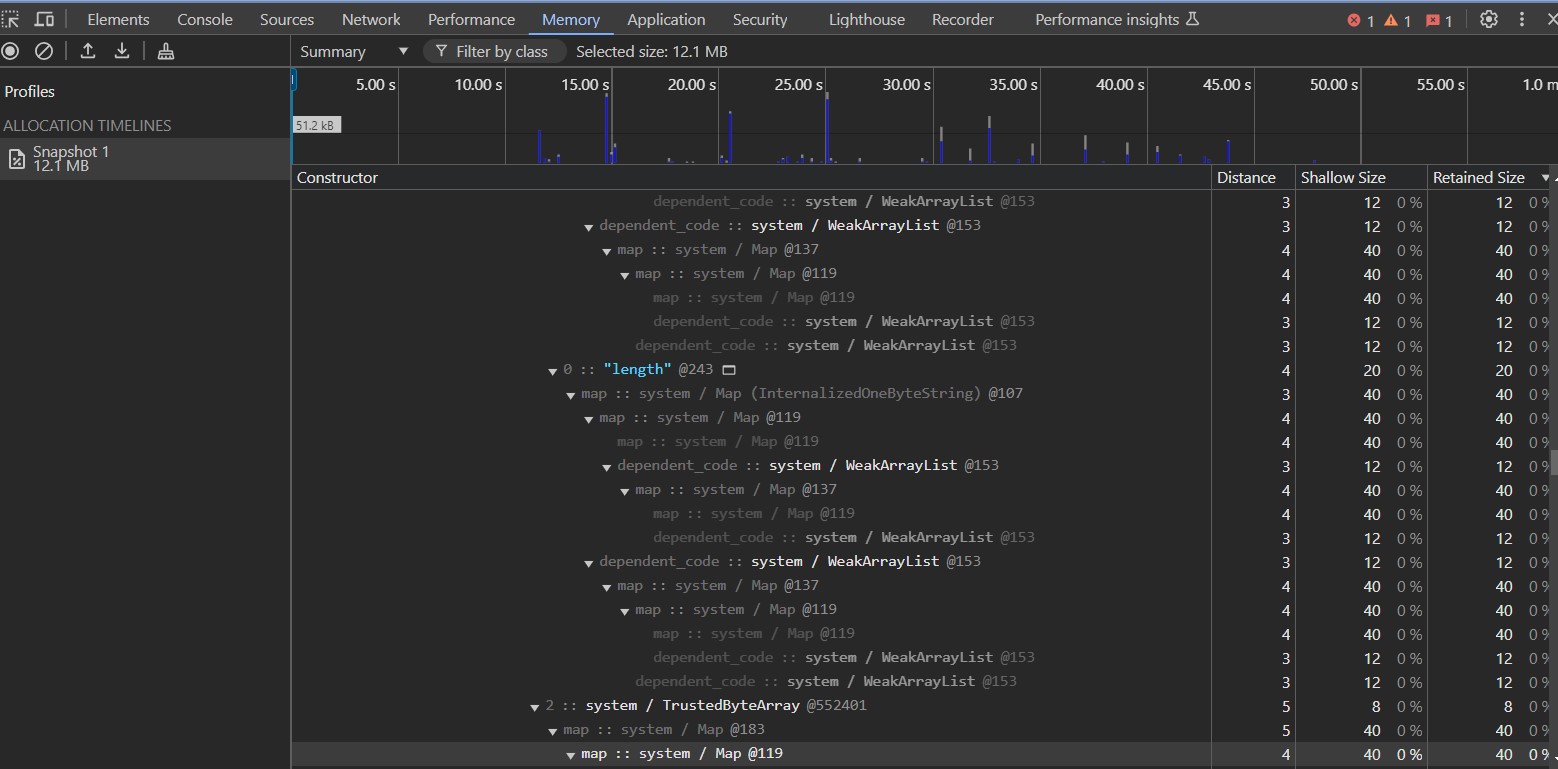 Elements Console Sources Network Performance Memory Application Security Lighthouse Recorder Performance insights 1 1 1
Summary Filter by class Selected size: 12.1 MB
Profiles
ALLOCATION TIMELINES
Snapshot 1
12.1 MB
5.00 s 10.00 s 15.00 s 20.00 s 25.00 s 30.00 s 35.00 s 40.00 s 45.00 s 50.00 s 55.00 s 1.0 m
51.2 kB
Constructor Distance Shallow Size Retained Size
dependent_code :: system / WeakArrayList @153 3 12 0 % 12 0 %
dependent_code :: system / WeakArrayList @153 3 12 0 % 12 0 %
map :: system / Map @137 4 40 0 % 40 0 %
map :: system / Map @119 4 40 0 % 40 0 %
map :: system / Map @119 4 40 0 % 40 0 %
dependent_code :: system / WeakArrayList @153 3 12 0 % 12 0 %
dependent_code :: system / WeakArrayList @153 3 12 0 % 12 0 %
0 :: "length" @243 4 20 0 % 20 0 %
map :: system / Map (InternalizedOneByteString) @107 3 40 0 % 40 0 %
map :: system / Map @119 4 40 0 % 40 0 %
map :: system / Map @119 4 40 0 % 40 0 %
dependent_code :: system / WeakArrayList @153 3 12 0 % 12 0 %
map :: system / Map @137 4 40 0 % 40 0 %
map :: system / Map @119 4 40 0 % 40 0 %
dependent_code :: system / WeakArrayList @153 3 12 0 % 12 0 %
dependent_code :: system / WeakArrayList @153 3 12 0 % 12 0 %
map :: system / Map @137 4 40 0 % 40 0 %
map :: system / Map @119 4 40 0 % 40 0 %
map :: system / Map @119 4 40 0 % 40 0 %
dependent_code :: system / WeakArrayList @153 3 12 0 % 12 0 %
dependent_code :: system / WeakArrayList @153 3 12 0 % 12 0 %
2 :: system / TrustedByteArray @552401 5 8 0 % 8 0 %
map :: system / Map @183 5 40 0 % 40 0 %
map :: system / Map @119 4 40 0 % 40 0 %